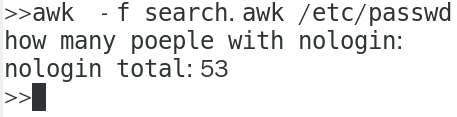 >>awk  -f search.awk /etc/passwd
how many poeple with nologin:
nologin total: 53
>>